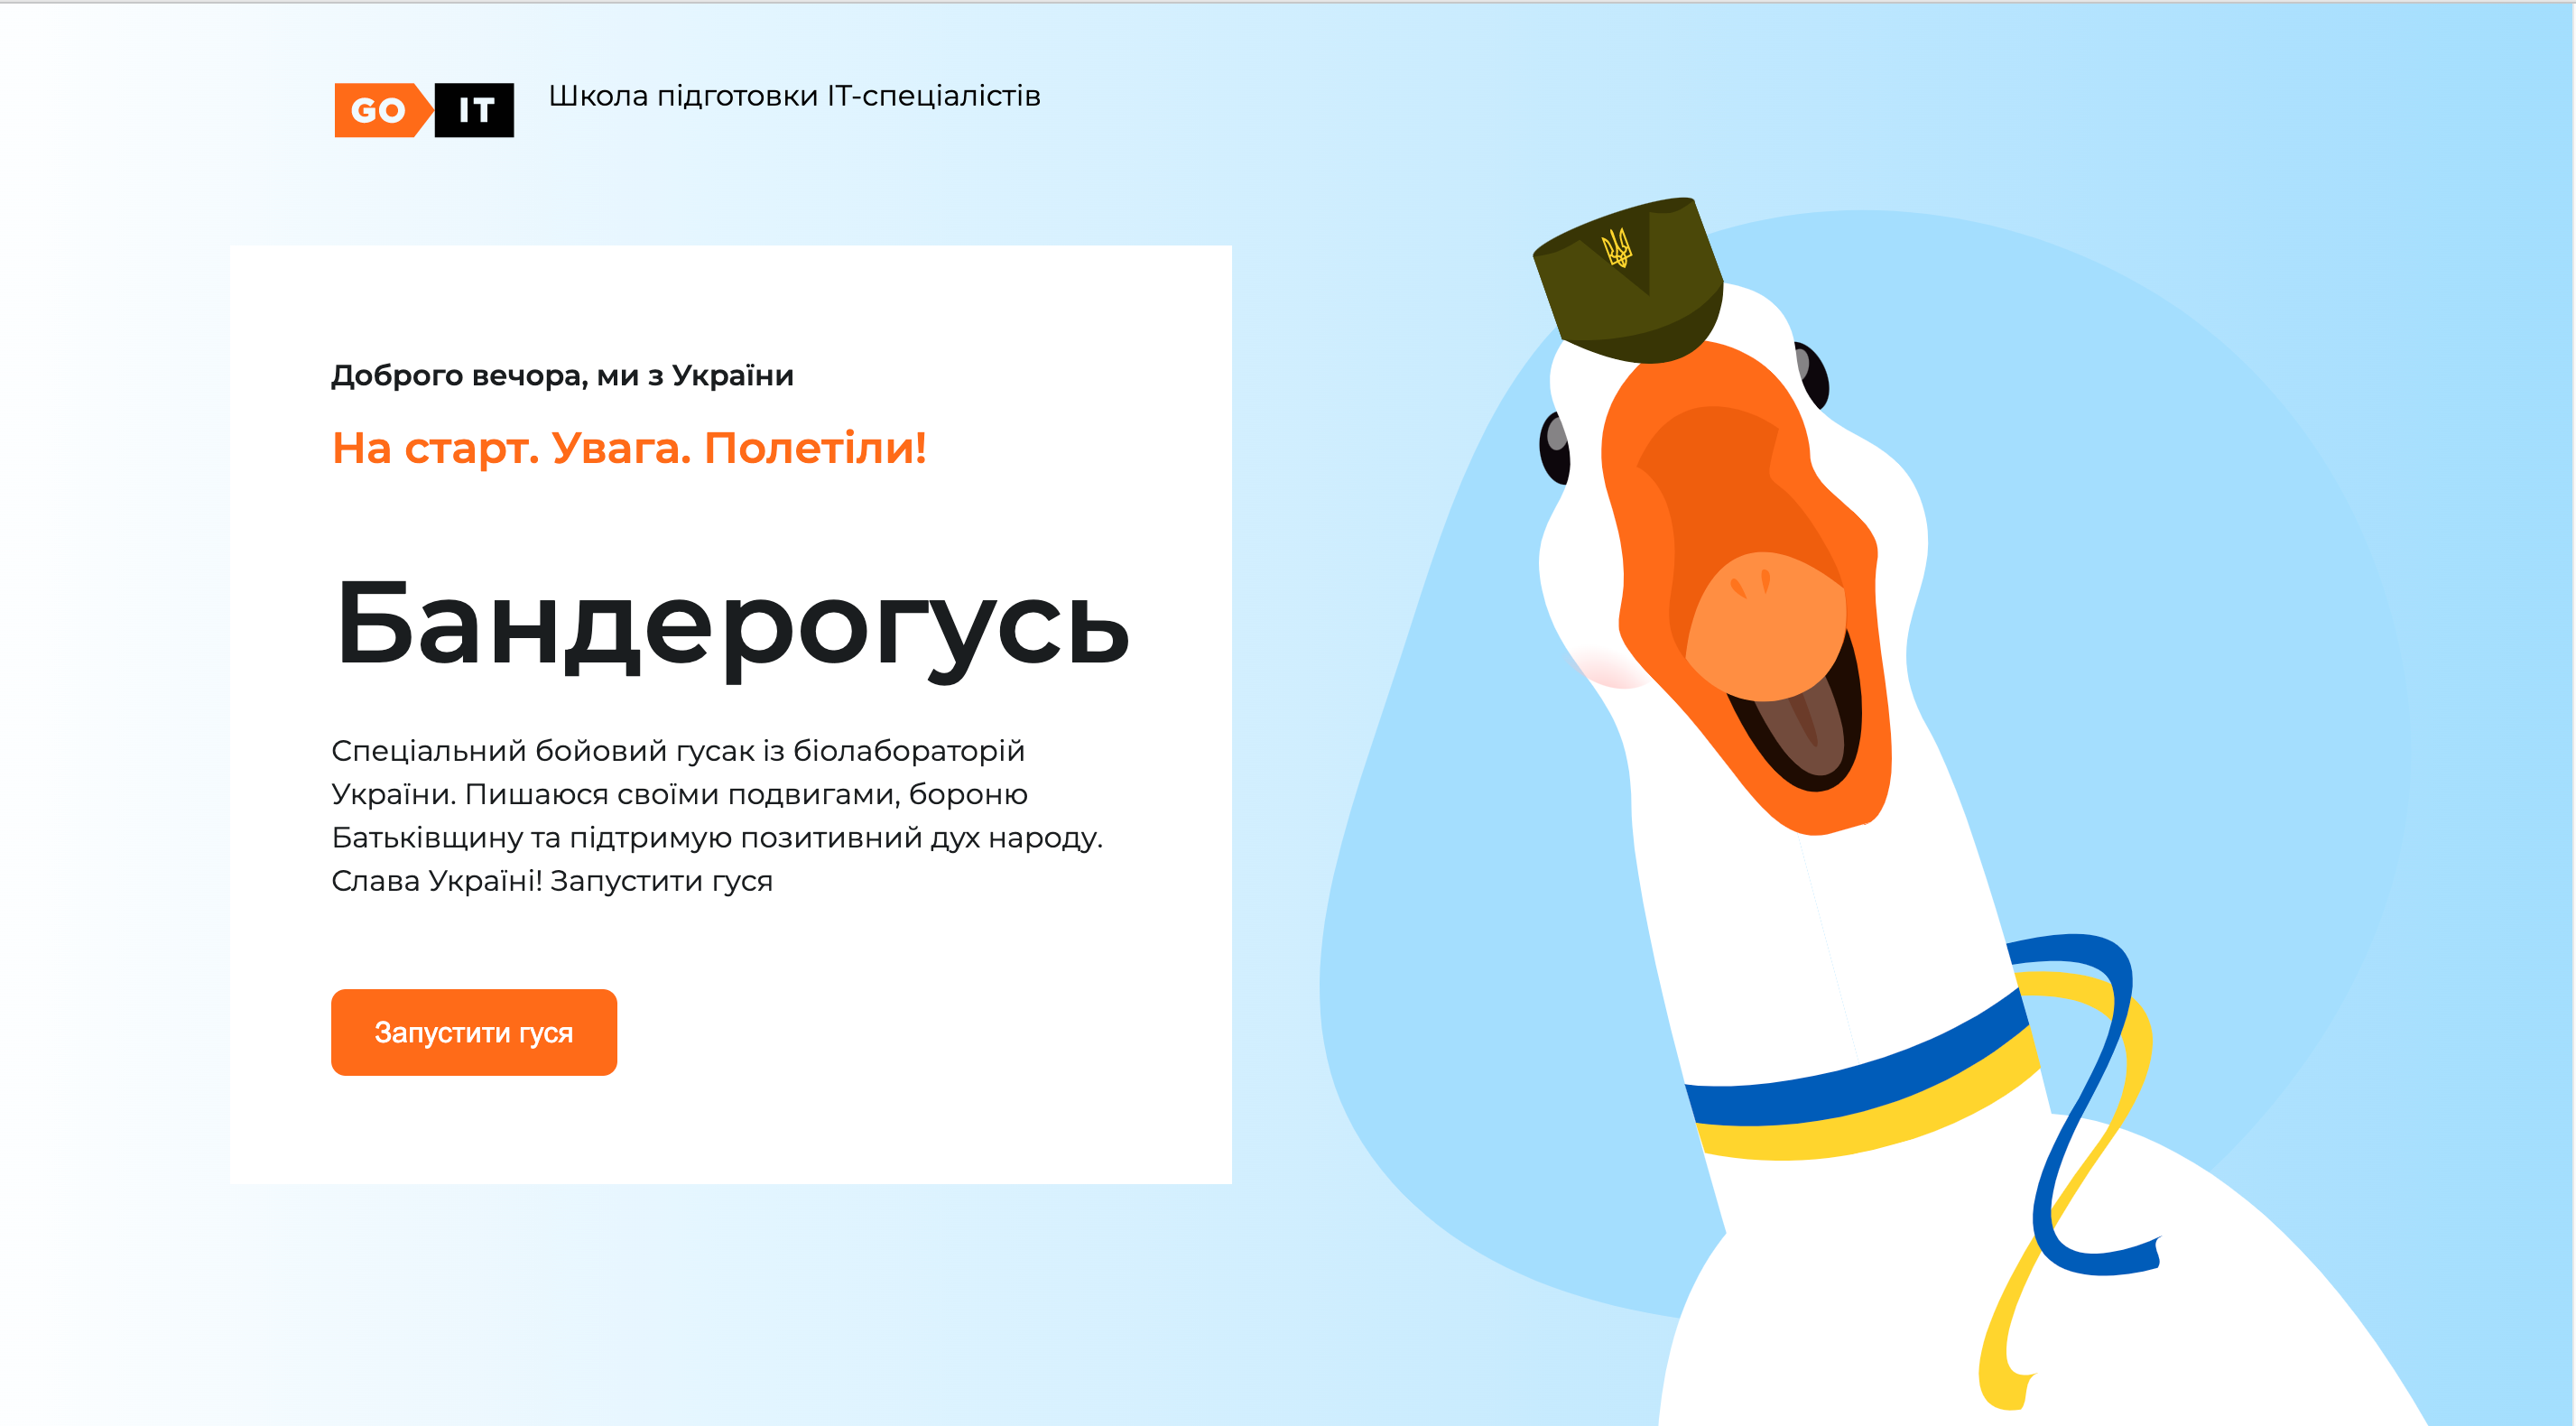 GO IT
Школа підготовки IT-спеціалістів
Доброго вечора, ми з України
На старт. Увага. Полетіли!
Бандерогусь
Спеціальний бойовий гусак із біолабораторій
України. Пишаюся своїми подвигами, бороню
Батьківщину та підтримую позитивний дух народу.
Слава Україні! Запустити гуся
Запустити гуся